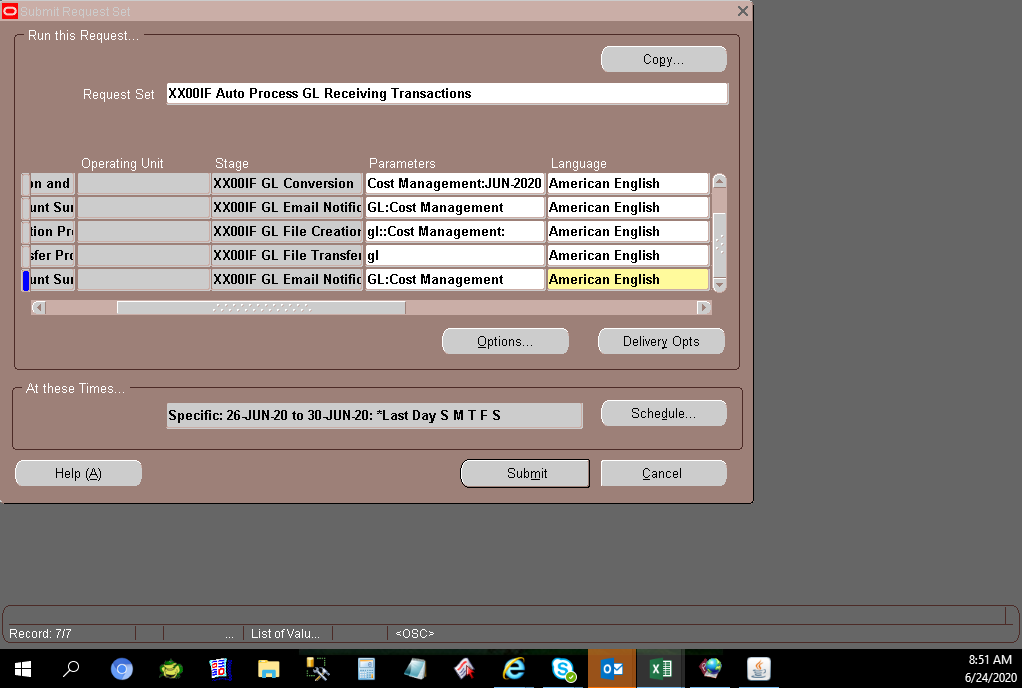 Submit Request Set
Run this Request...
Copy...
Request Set XX00IF Auto Process GL Receiving Transactions
Operating Unit Stage Parameters Language
on and XX00IF GL Conversion Cost Management:JUN-2020 American English
unt Sur XX00IF GL Email Notific GL:Cost Management American English
tion Pro XX00IF GL File Creation gl::Cost Management: American English
sfer Pro XX00IF GL File Transfer gl American English
unt Sur XX00IF GL Email Notific GL:Cost Management American English
Options... Delivery Opts
At these Times...
Specific: 26-JUN-20 to 30-JUN-20: *Last Day S M T F S Schedule...
Help (A) Submit Cancel
Record: 7/7 ... List of Valu... <OSC>
8:51 AM
6/24/2020